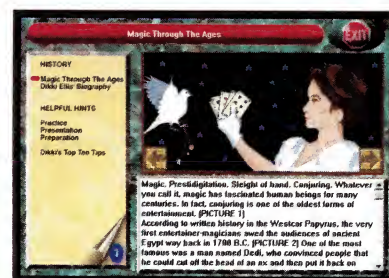 Magic Through The Ages
EXIT
HISTORY
Magic Through The Ages
Dikki Ellis' Biography
HELPFUL HINTS
Practice
Presentation
Preparation
Dikki's Top Ten Tips
Magic. Prestidigitation. Sleight of hand. Conjuring. Whatever
you call it, magic has fascinated human beings for many
centuries. In fact, conjuring is one of the oldest forms of
entertainment. [PICTURE 1]
According to written history in the Westcar Papyrus, the very
first entertainer-magicians awed the audiences of ancient
Egypt way back in 1700 B.C. [PICTURE 2] One of the most
famous was a man named Dedi, who convinced people that
he could cut off the head of an ox and then put it back on